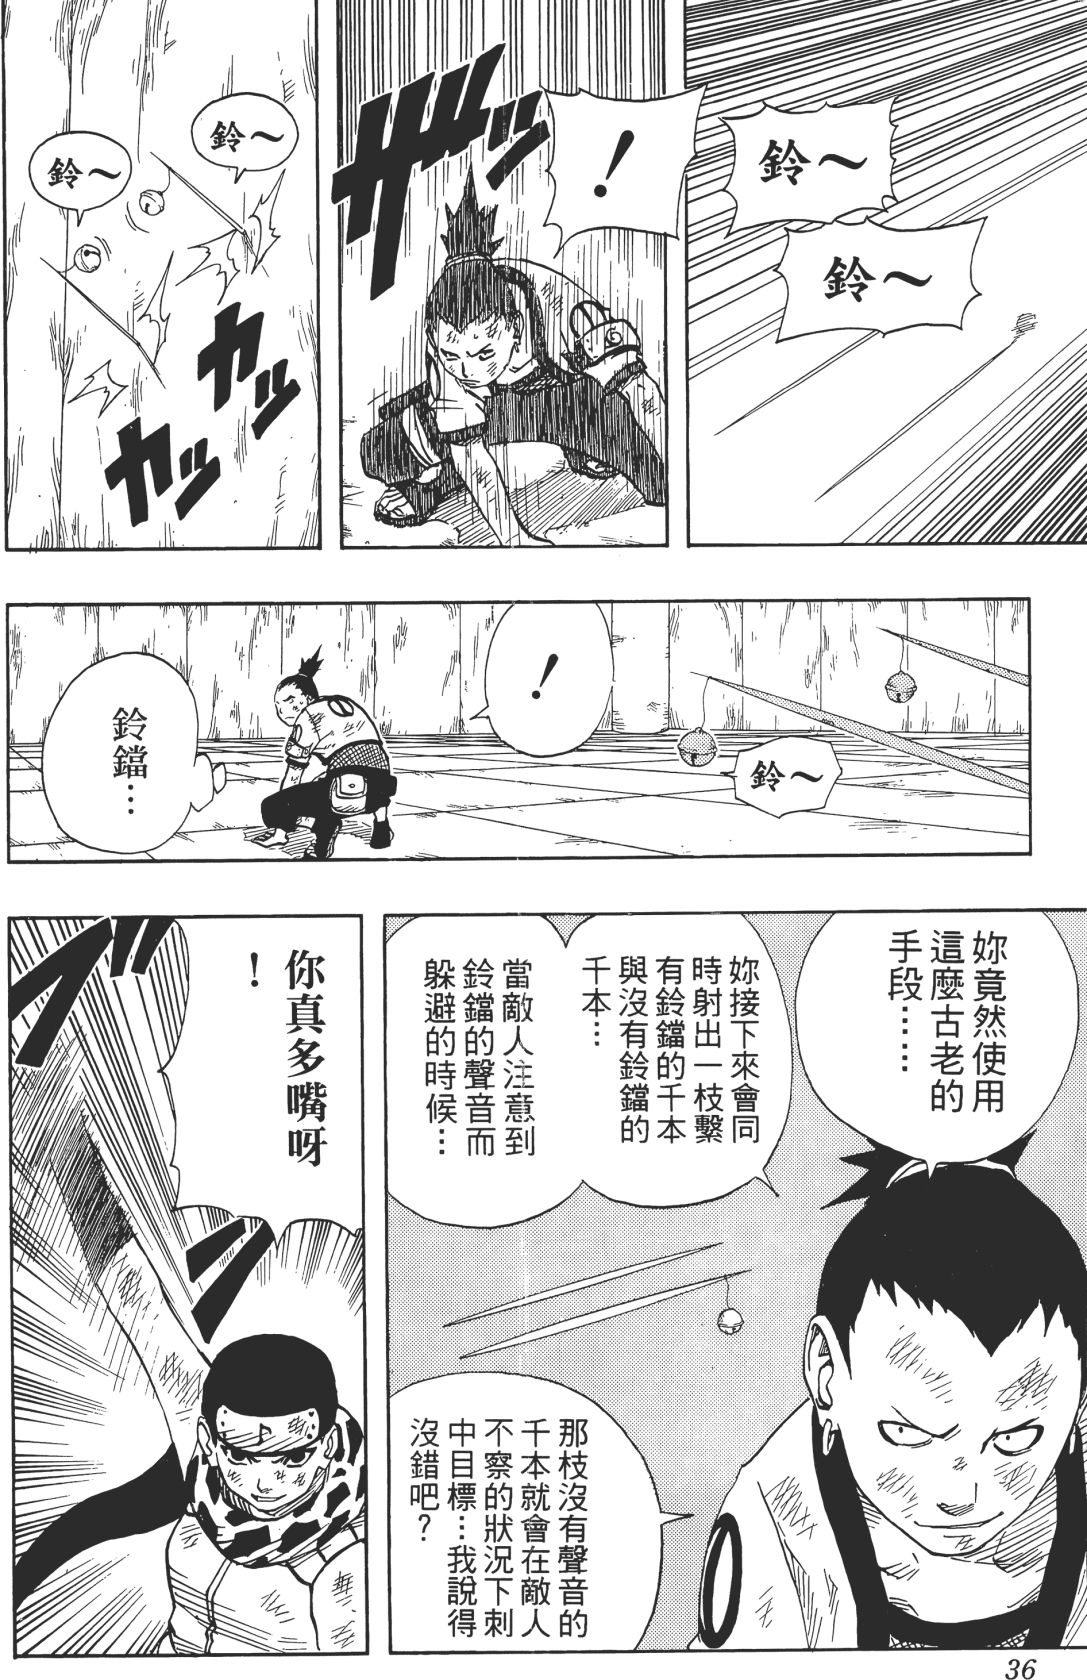 鈴～
鈴～
！
ザザッ
鈴～
鈴～
カッ
カッ
鈴～
！
鈴鐺…
妳竟然使用
這麼古老的
手段……
妳接下來會同
時射出一枝繫
有鈴鐺的千本
與沒有鈴鐺的
千本…
當敵人注意到
鈴鐺的聲音而
躲避的時候…
那枝沒有聲音的
千本就會在敵人
不察的狀況下刺
中目標…我說得
沒錯吧？
你真多嘴呀
！
36